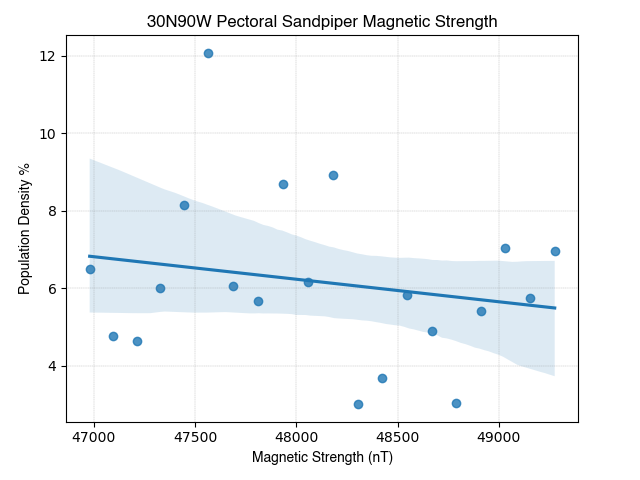 30N90W Pectoral Sandpiper Magnetic Strength
12
10
8
6
4
Population Density %
47000 47500 48000 48500 49000
Magnetic Strength (nT)